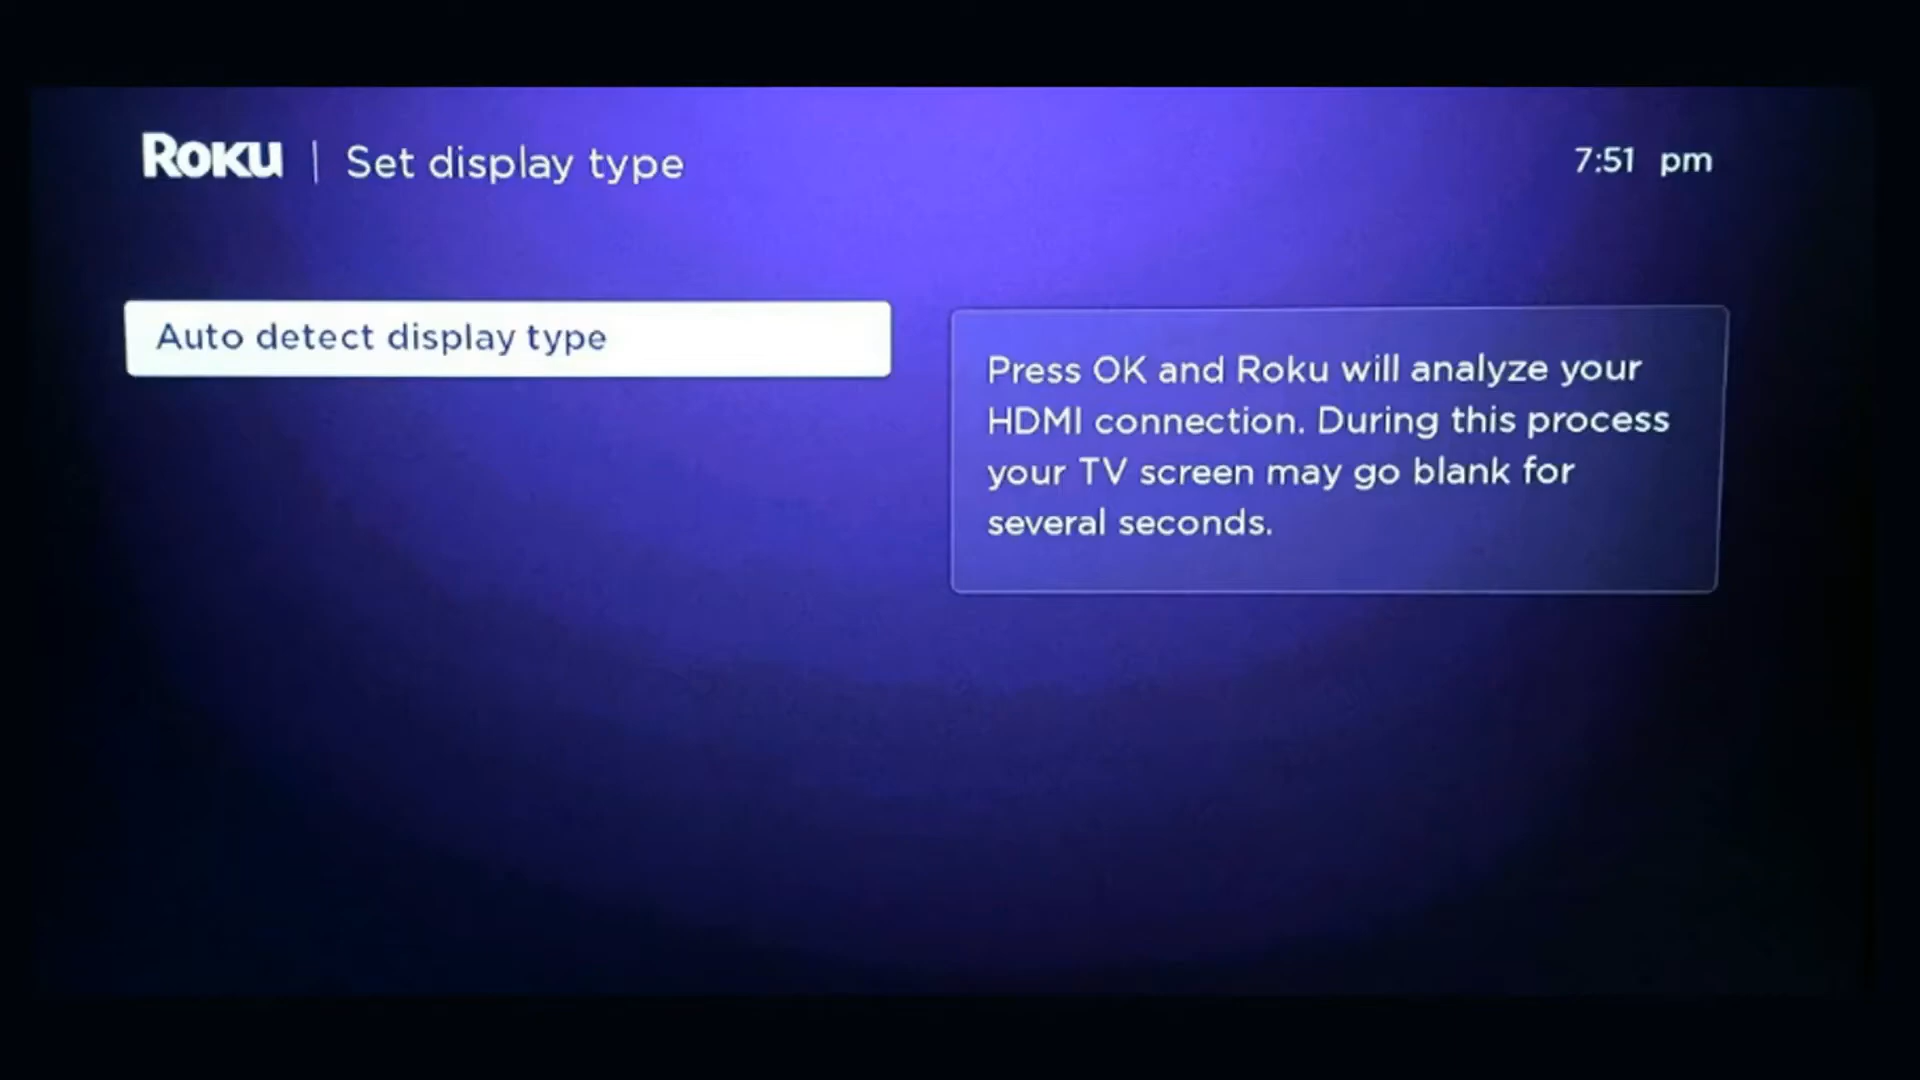 Roku | Set display type
7:51 pm
Auto detect display type
Press OK and Roku will analyze your
HDMI connection. During this process
your TV screen may go blank for
several seconds.